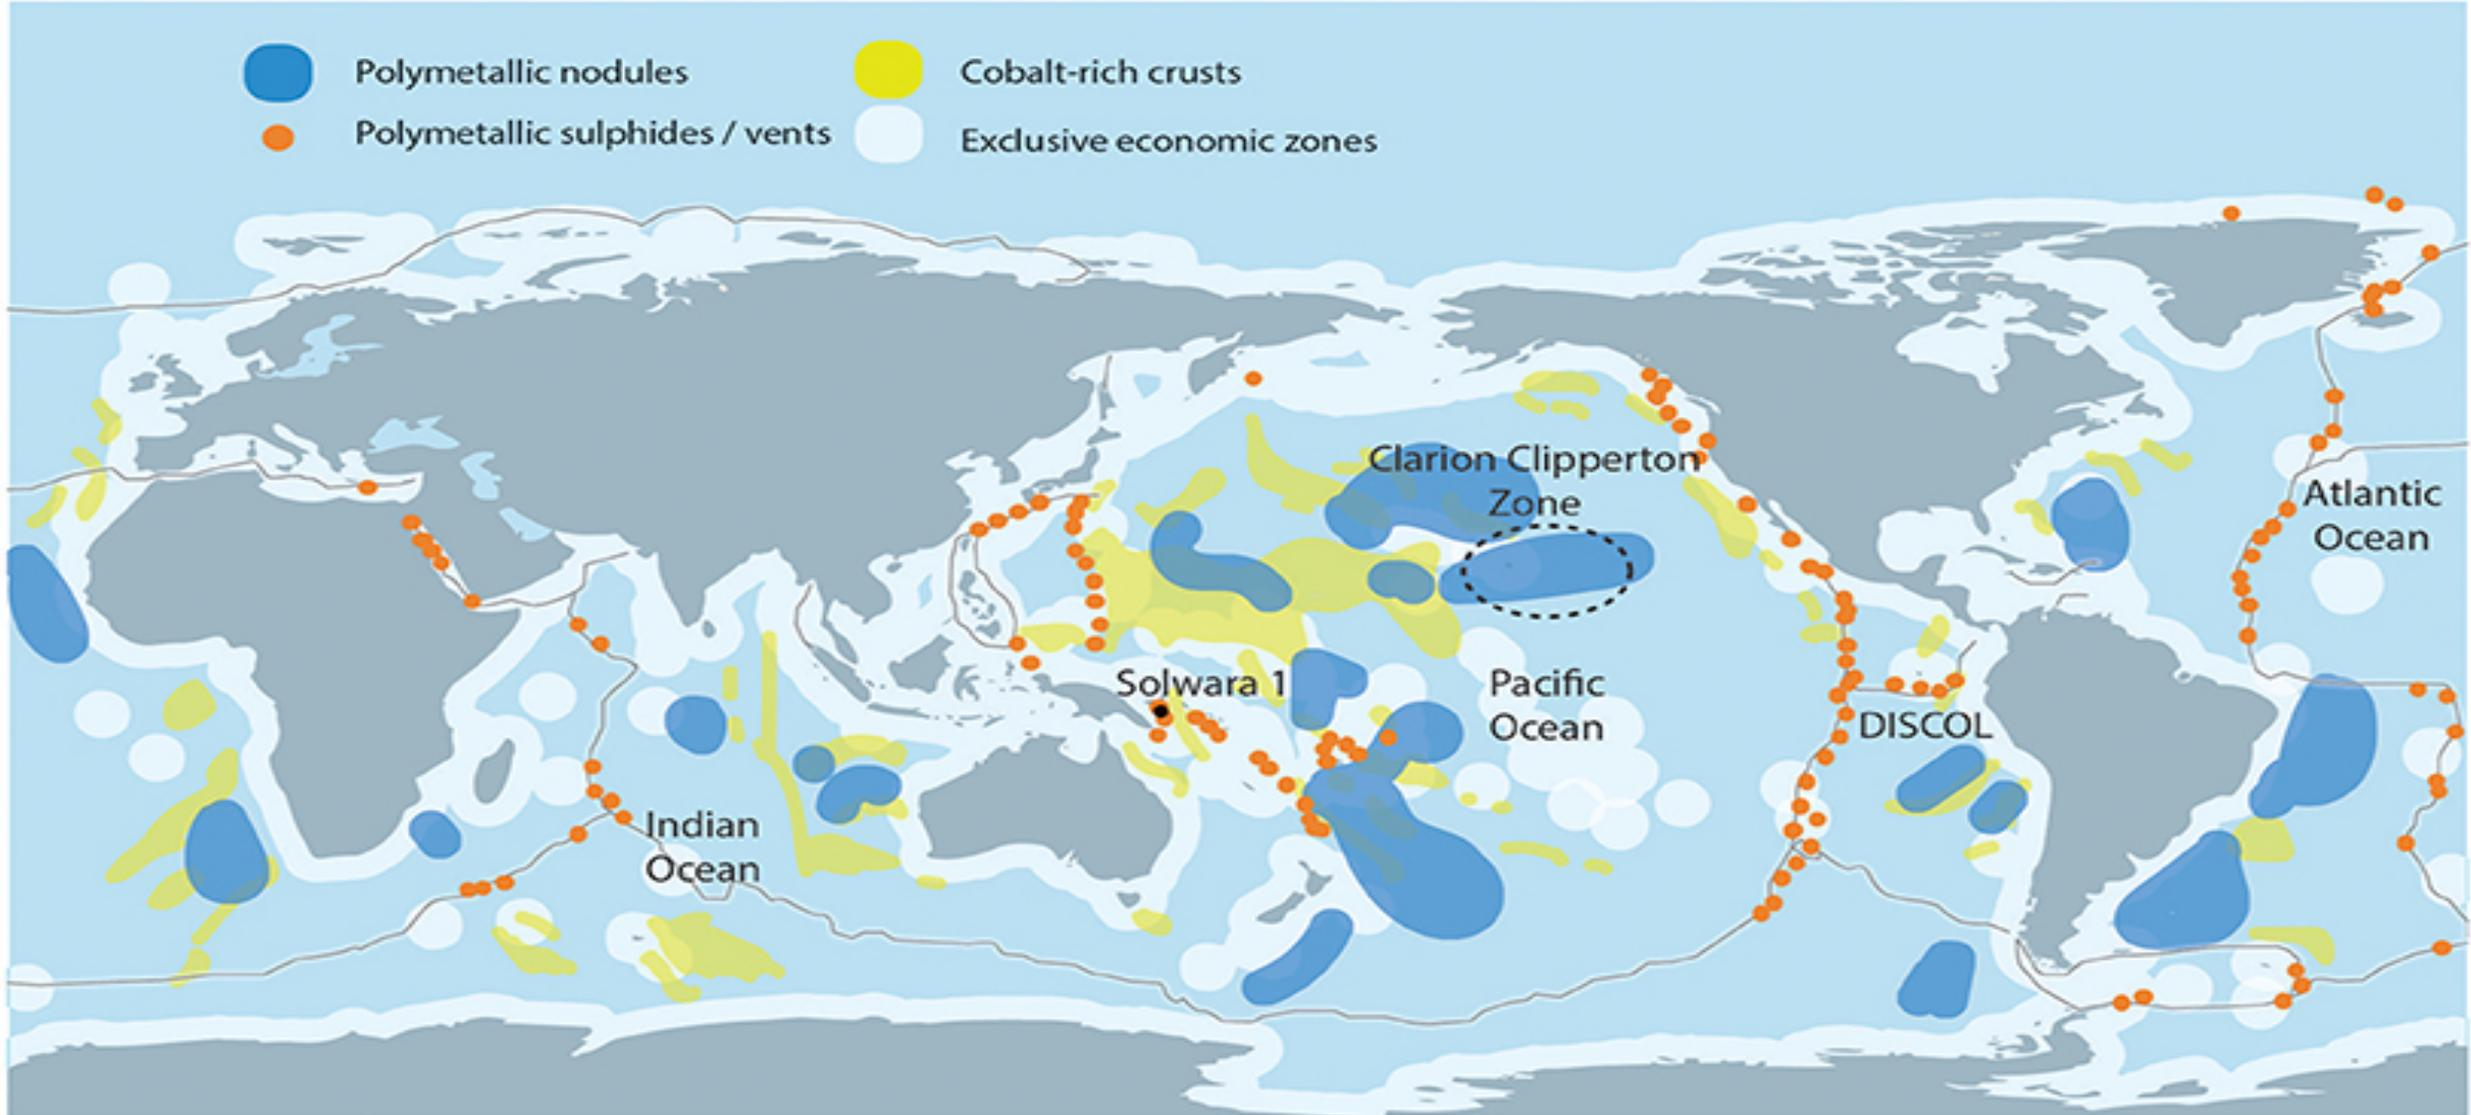 Polymetallic nodules
Cobalt-rich crusts
Polymetallic sulphides / vents
Exclusive economic zones
Clarion Clipperton
Zone
Atlantic
Ocean
Solwara 1
Pacific
Ocean
DISCOL
Indian
Ocean